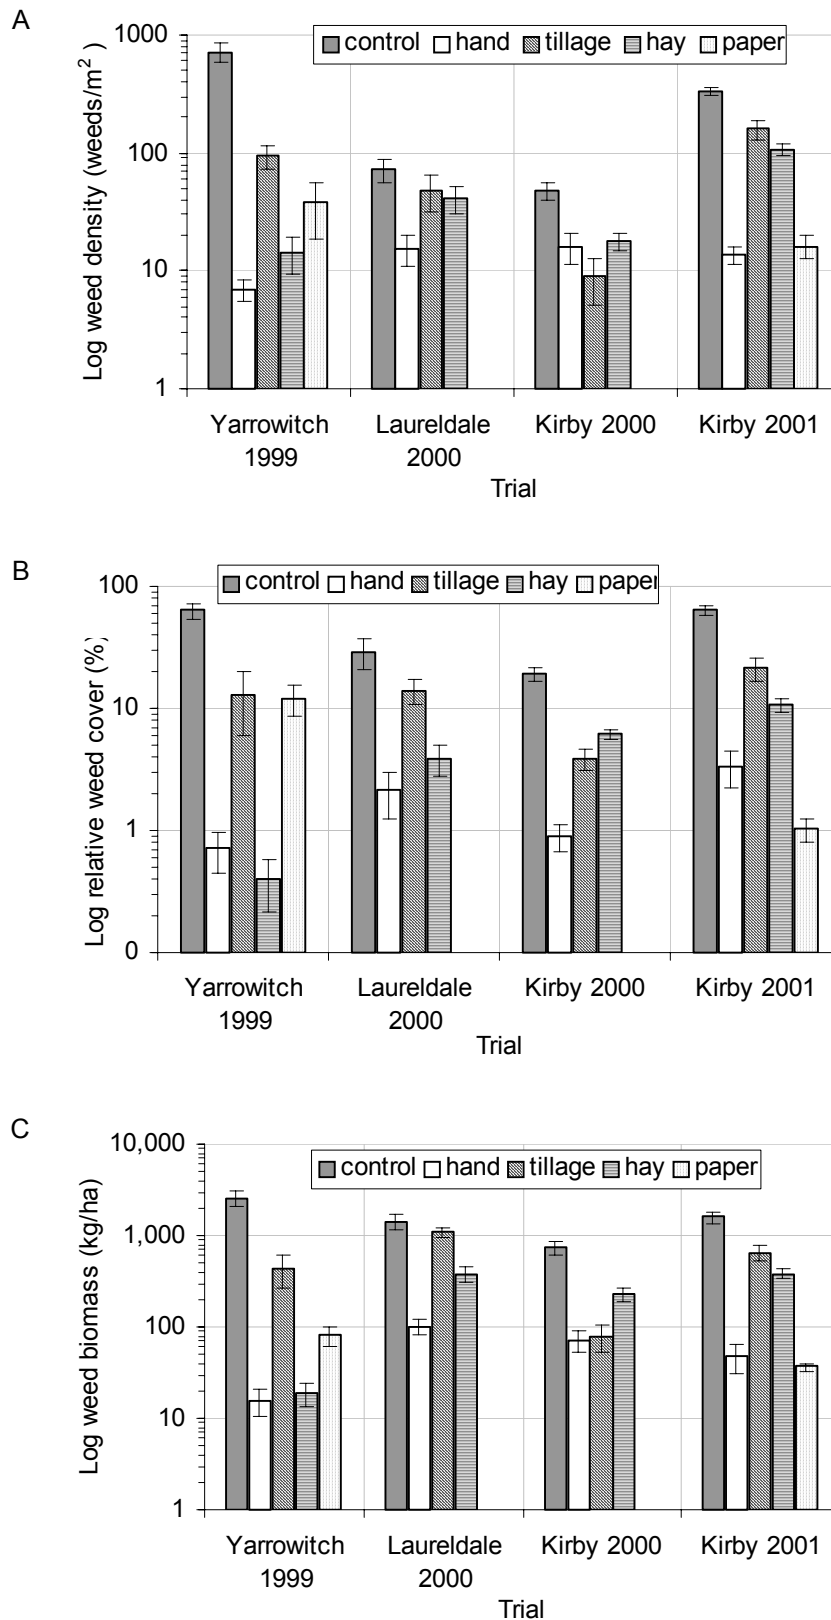 A
1000
control hand tillage hay paper
100
10
1
Log weed density (weeds/m²)
Yarrowitch Laureldale Kirby 2000 Kirby 2001
1999 2000
Trial
B
100
control hand tillage hay paper
10
1
0
Log relative weed cover (%)
Yarrowitch Laureldale Kirby 2000 Kirby 2001
1999 2000
Trial
C
10,000
control hand tillage hay paper
1,000
100
10
1
Log weed biomass (kg/ha)
Yarrowitch Laureldale Kirby 2000 Kirby 2001
1999 2000
Trial